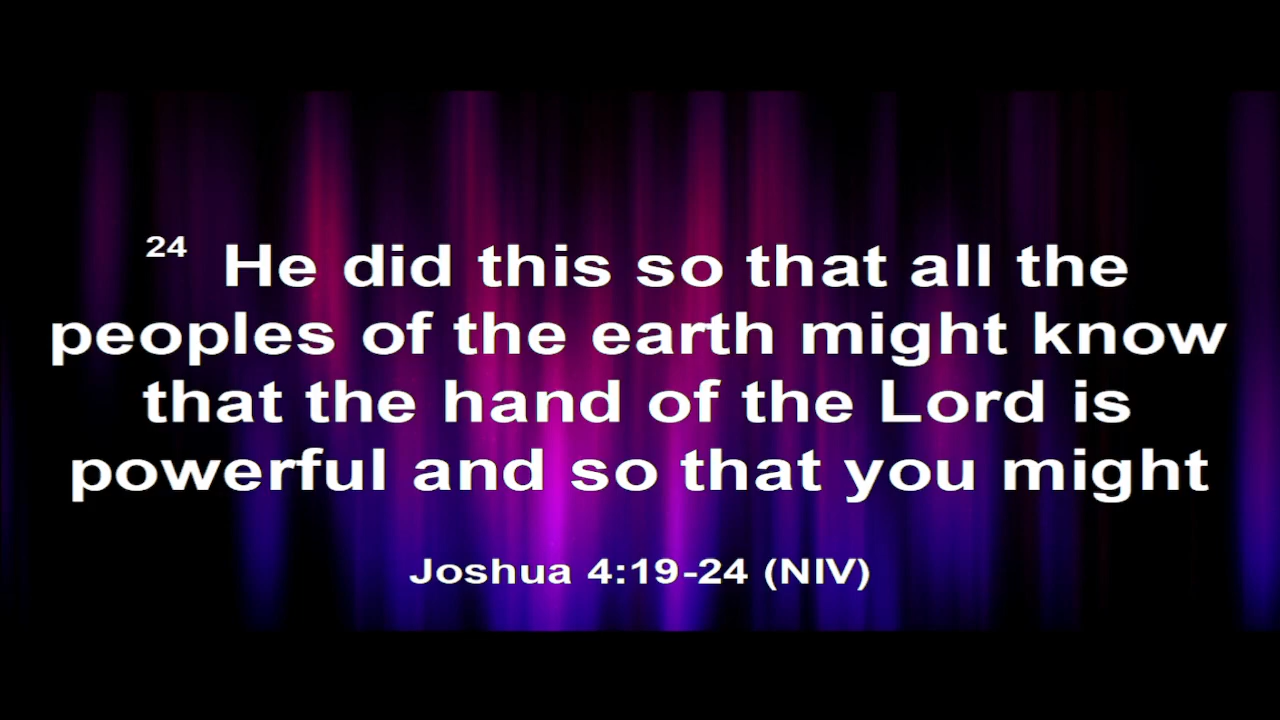 24 He did this so that all the
peoples of the earth might know
that the hand of the Lord is
powerful and so that you might
Joshua 4:19-24 (NIV)